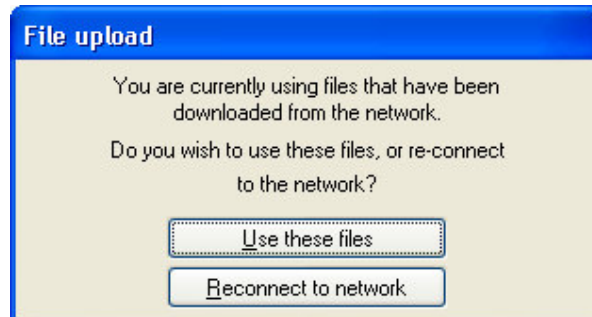 File upload
You are currently using files that have been
downloaded from the network.
Do you wish to use these files, or re-connect
to the network?
Use these files
Reconnect to network